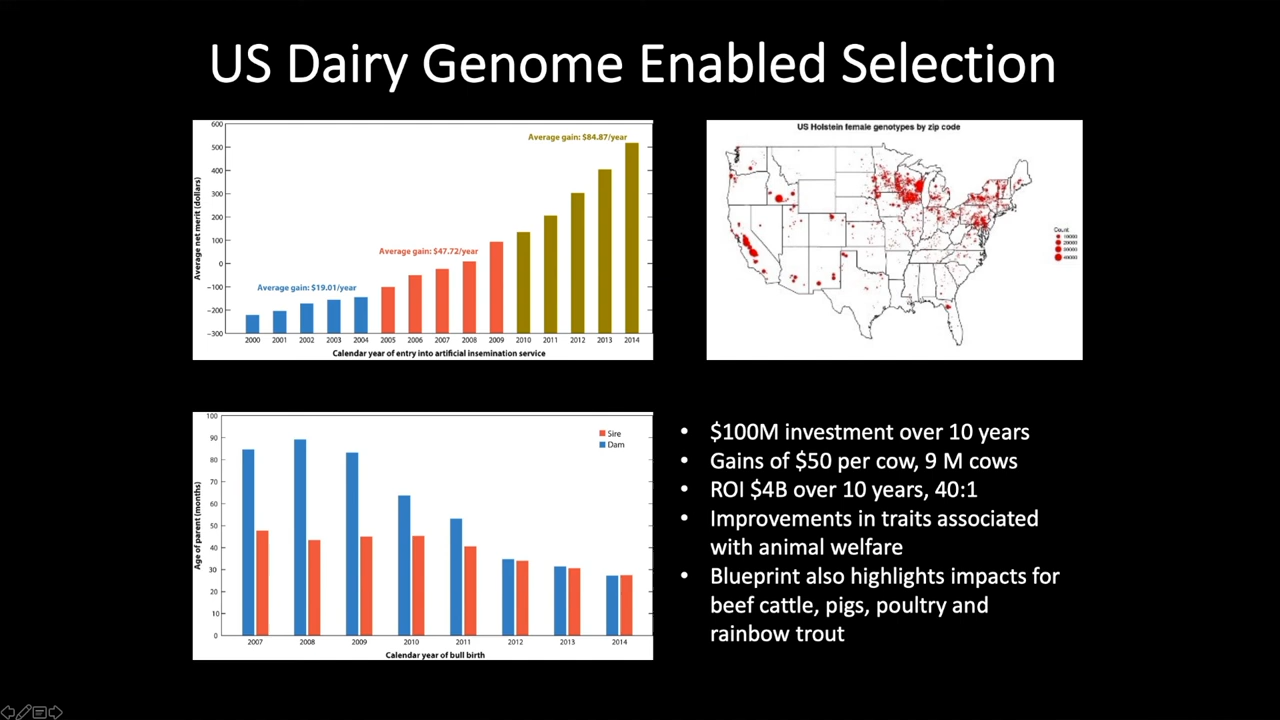 US Dairy Genome Enabled Selection
600
500
400
300
200
100
0
−100
−200
−300
Average net merit (dollars)
Average gain: $19.01/year
Average gain: $47.72/year
Average gain: $84.87/year
2000 2001 2002 2003 2004 2005 2006 2007 2008 2009 2010 2011 2012 2013 2014
Calendar year of entry into artificial insemination service
US Holstein female genotypes by zip code
Count
10000
20000
30000
40000
100
90
80
70
60
50
40
30
20
10
0
Age of parent (months)
Sire
Dam
2007 2008 2009 2010 2011 2012 2013 2014
Calendar year of bull birth
• $100M investment over 10 years
• Gains of $50 per cow, 9 M cows
• ROI $4B over 10 years, 40:1
• Improvements in traits associated
with animal welfare
• Blueprint also highlights impacts for
beef cattle, pigs, poultry and
rainbow trout